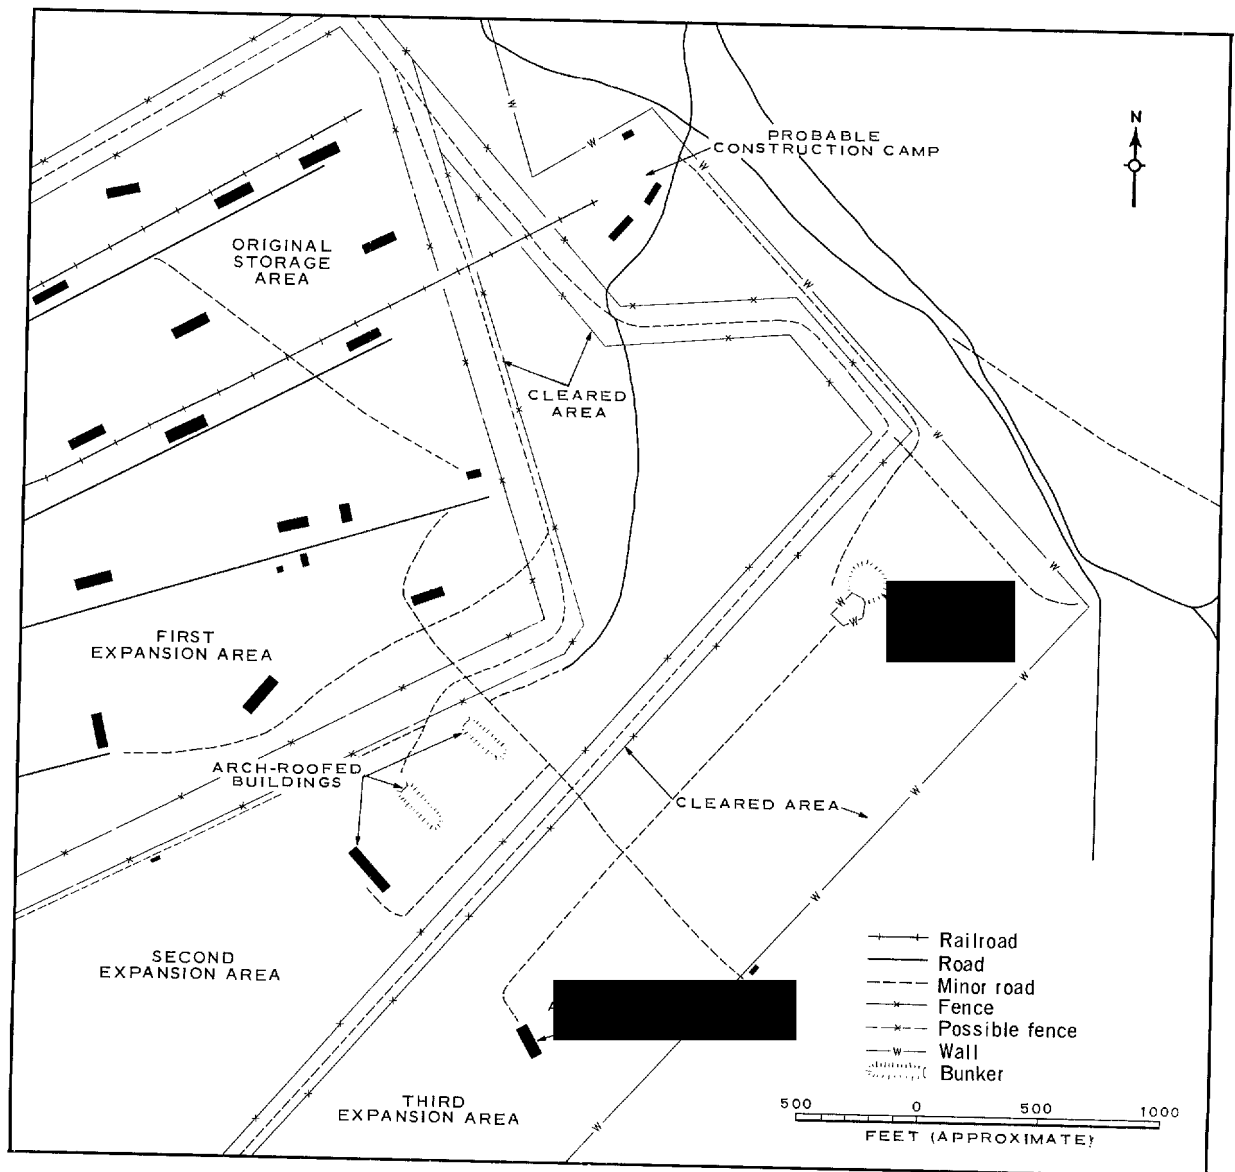 N
PROBABLE
CONSTRUCTION CAMP
ORIGINAL
STORAGE
AREA
CLEARED
AREA
FIRST
EXPANSION AREA
ARCH-ROOFED
BUILDINGS
CLEARED AREA
SECOND
EXPANSION AREA
THIRD
EXPANSION AREA
Railroad
Road
Minor road
Fence
Possible fence
W Wall
Bunker
500 0 500 1000
FEET (APPROXIMATE)